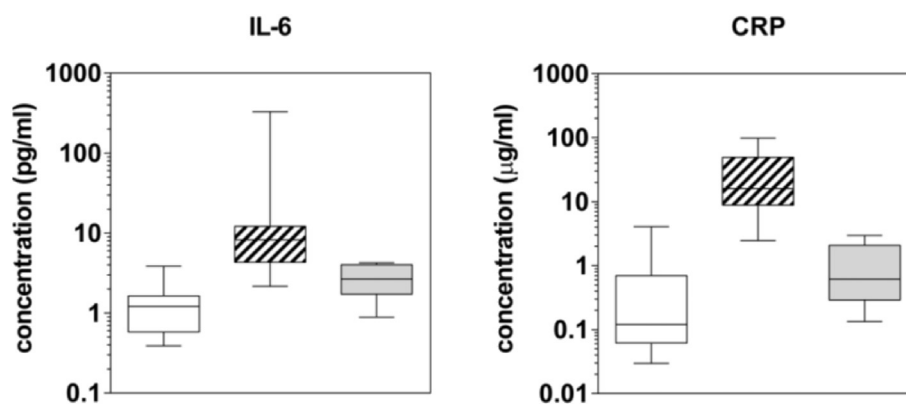 IL-6
concentration (pg/ml)
1000
100
10
1
0.1
CRP
concentration (μg/ml)
1000
100
10
1
0.1
0.01